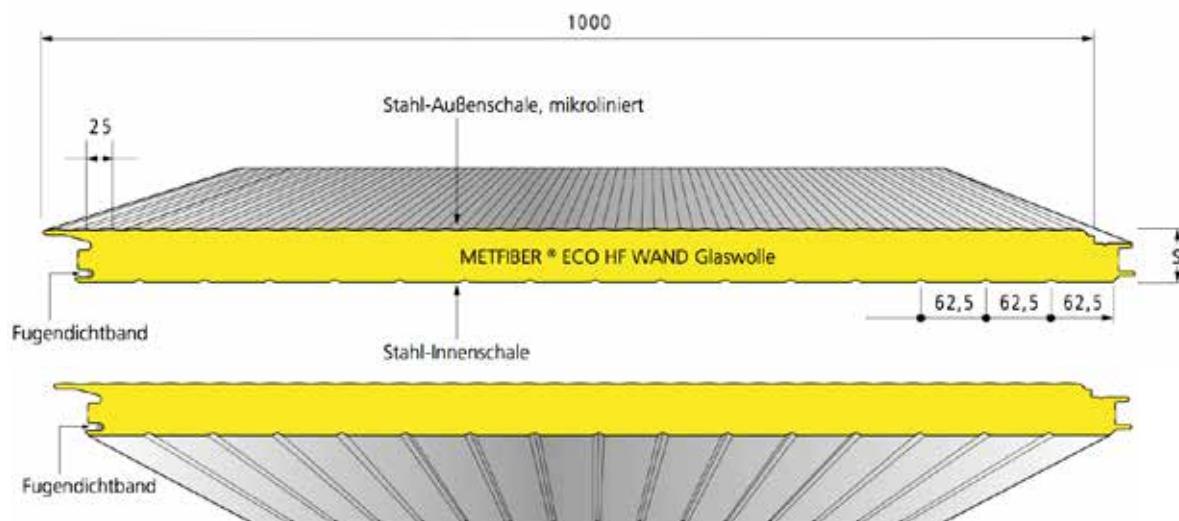 1000
Stahl-Außenschale, mikroliniert
25
METFIBER ® ECO HF WAND Glaswolle
S
62,5 62,5 62,5
Fugendichtband
Stahl-Innenschale
Fugendichtband